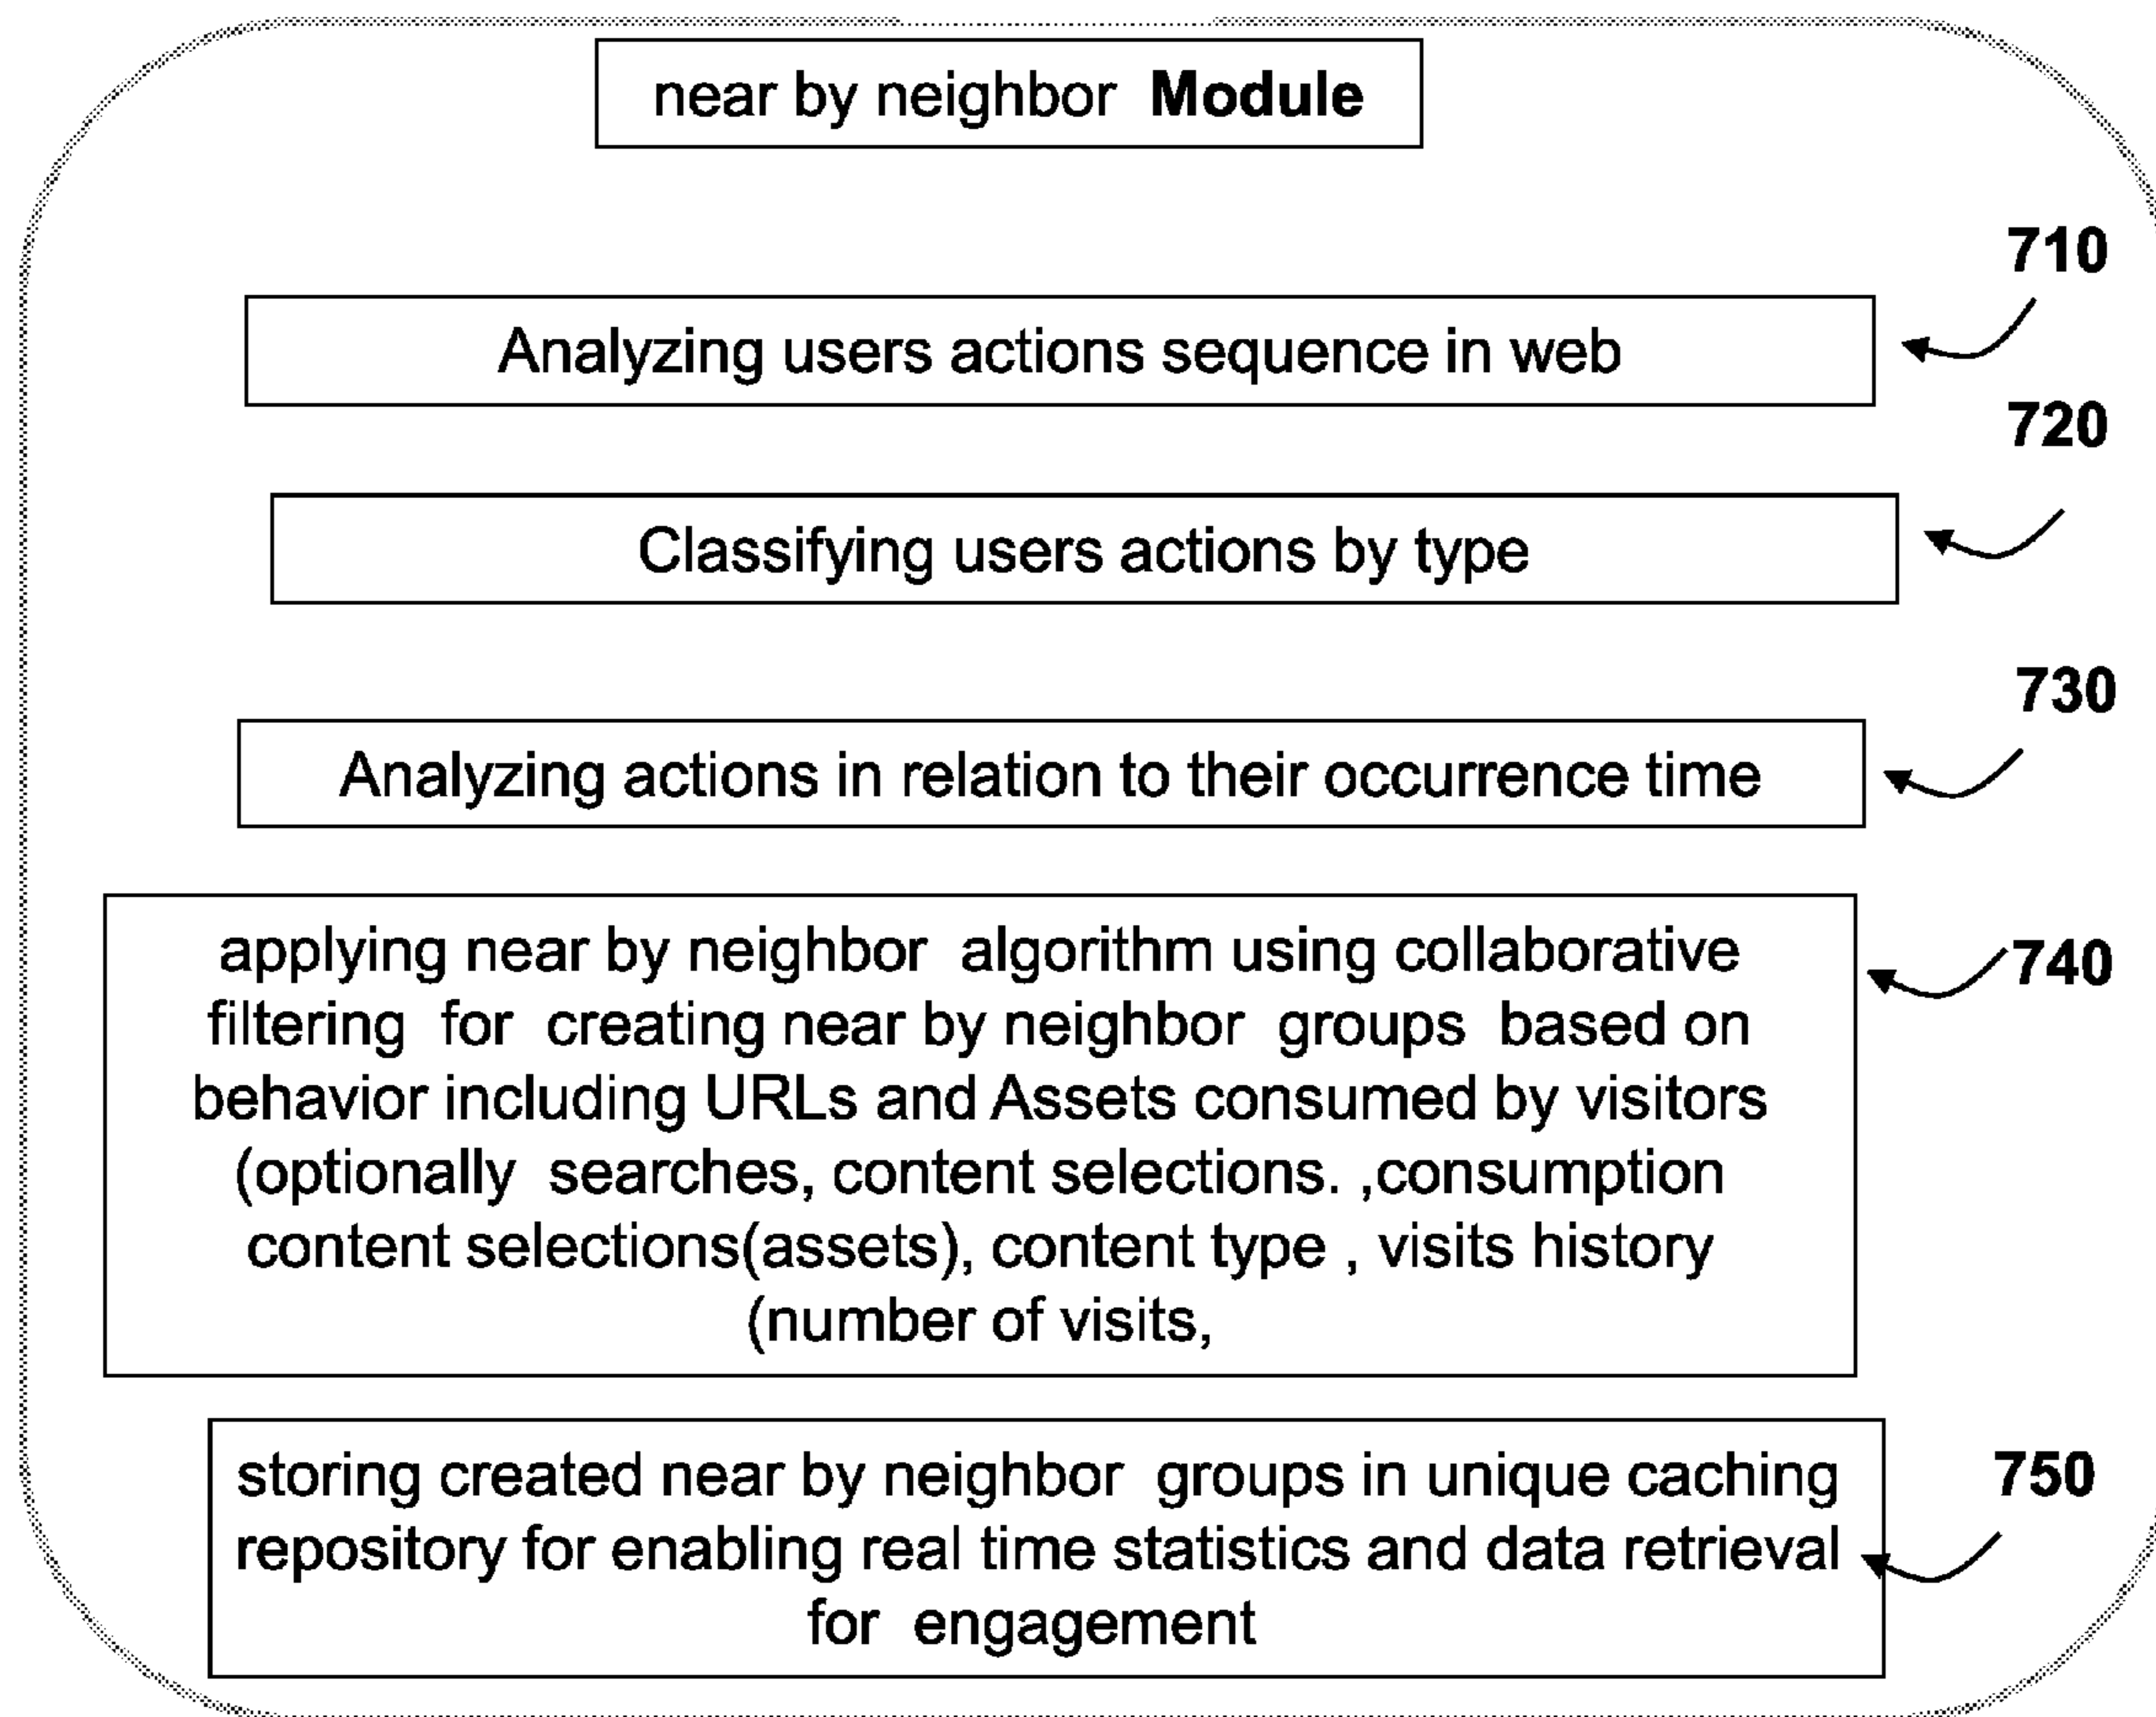 near by neighbor Module
710
Analyzing users actions sequence in web
720
Classifying users actions by type
730
Analyzing actions in relation to their occurrence time
740
applying near by neighbor algorithm using collaborative
filtering for creating near by neighbor groups based on
behavior including URLs and Assets consumed by visitors
(optionally searches, content selections. ,consumption
content selections(assets), content type , visits history
(number of visits,
750
storing created near by neighbor groups in unique caching
repository for enabling real time statistics and data retrieval
for engagement